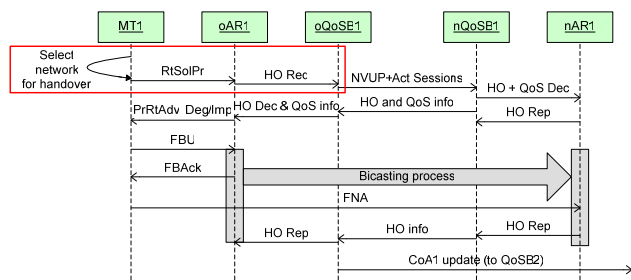 MT1 oAR1 oQoSB1 nQoSB1 nAR1
Select
network
for handover
RtSolPr
HO Req
NVUP+Act Sessions
HO + QoS Dec
PrRtAdv Deg/Imp
HO Dec & QoS info
HO and QoS info
HO Rep
FBU
FBAck
Bicasting process
FNA
HO Rep
HO info
HO Rep
CoA1 update (to QoSB2)